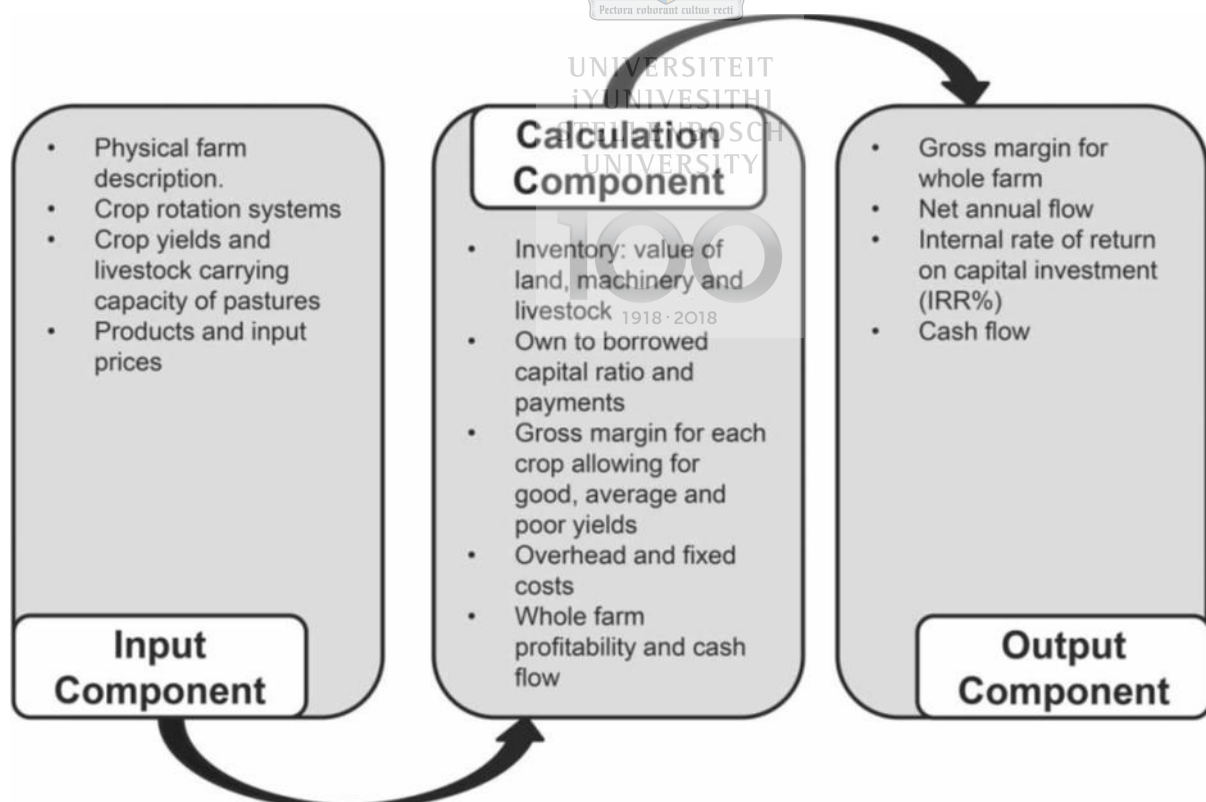 Pectora roborant cultus recti
UNIVERSITEIT
iYUNIVESITHI
STELLENBOSCH
UNIVERSITY
100
1918 · 2018
• Physical farm
description.
• Crop rotation systems
• Crop yields and
livestock carrying
capacity of pastures
• Products and input
prices
Input
Component
Calculation
Component
• Inventory: value of
land, machinery and
livestock
• Own to borrowed
capital ratio and
payments
• Gross margin for each
crop allowing for
good, average and
poor yields
• Overhead and fixed
costs
• Whole farm
profitability and cash
flow
• Gross margin for
whole farm
• Net annual flow
• Internal rate of return
on capital investment
(IRR%)
• Cash flow
Output
Component